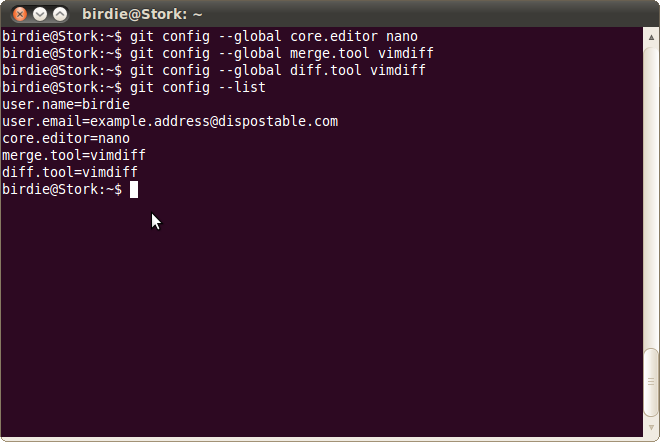 birdie@Stork: ~
birdie@Stork:~$ git config --global core.editor nano
birdie@Stork:~$ git config --global merge.tool vimdiff
birdie@Stork:~$ git config --global diff.tool vimdiff
birdie@Stork:~$ git config --list
user.name=birdie
user.email=example.address@dispostable.com
core.editor=nano
merge.tool=vimdiff
diff.tool=vimdiff
birdie@Stork:~$